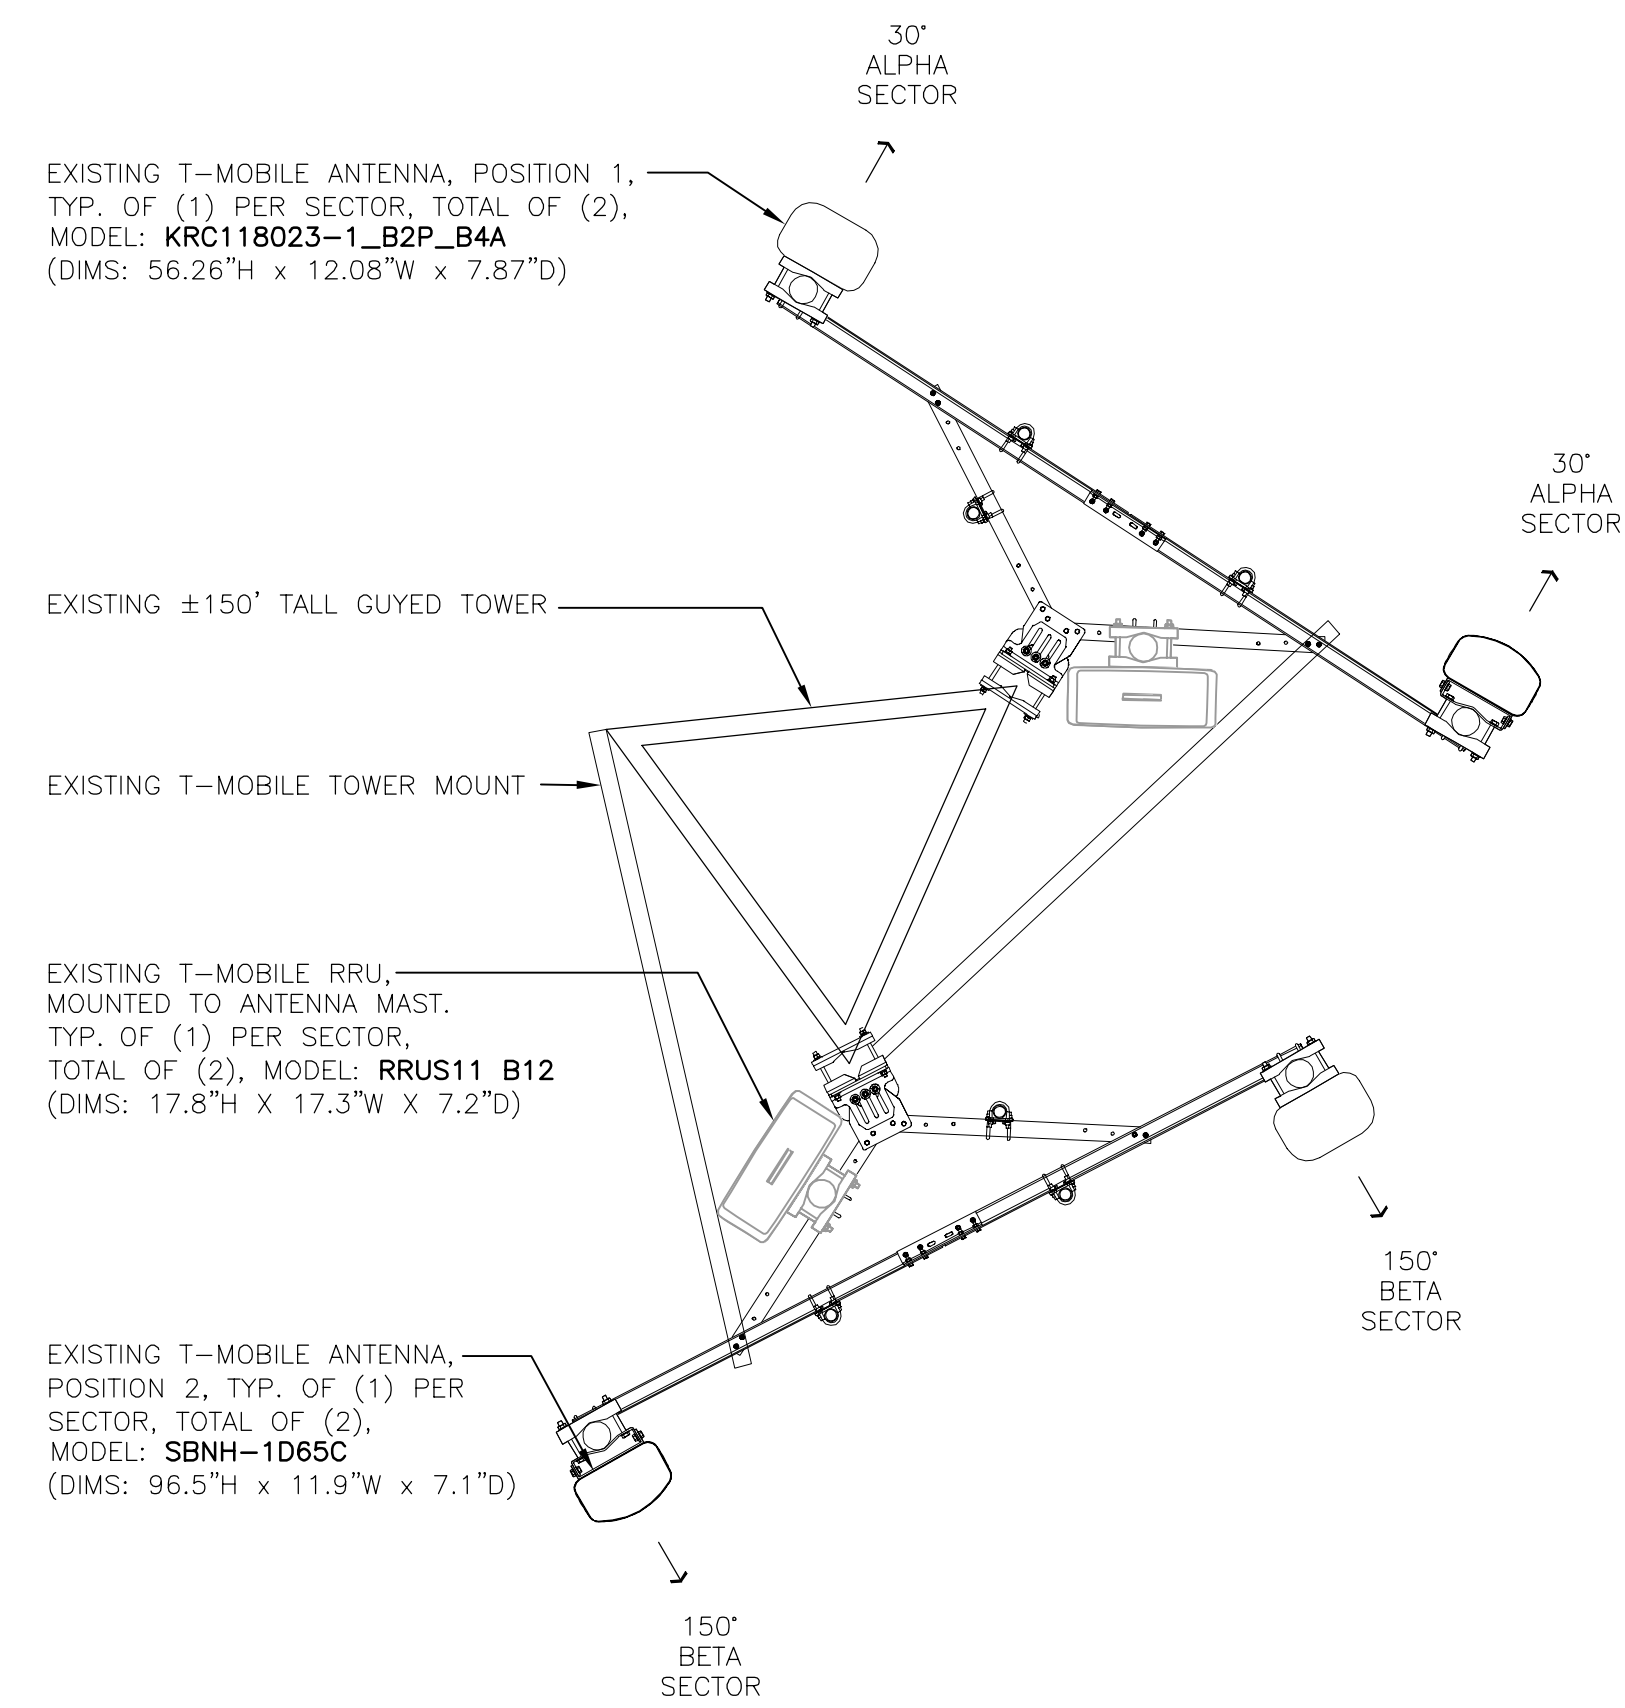 30°
ALPHA
SECTOR
EXISTING T-MOBILE ANTENNA, POSITION 1,
TYP. OF (1) PER SECTOR, TOTAL OF (2),
MODEL: KRC118023-1_B2P_B4A
(DIMS: 56.26"H x 12.08"W x 7.87"D)
30°
ALPHA
SECTOR
EXISTING ±150' TALL GUYED TOWER
EXISTING T-MOBILE TOWER MOUNT
EXISTING T-MOBILE RRU,
MOUNTED TO ANTENNA MAST.
TYP. OF (1) PER SECTOR,
TOTAL OF (2), MODEL: RRUS11 B12
(DIMS: 17.8"H X 17.3"W X 7.2"D)
150°
BETA
SECTOR
EXISTING T-MOBILE ANTENNA,
POSITION 2, TYP. OF (1) PER
SECTOR, TOTAL OF (2),
MODEL: SBNH-1D65C
(DIMS: 96.5"H x 11.9"W x 7.1"D)
150°
BETA
SECTOR